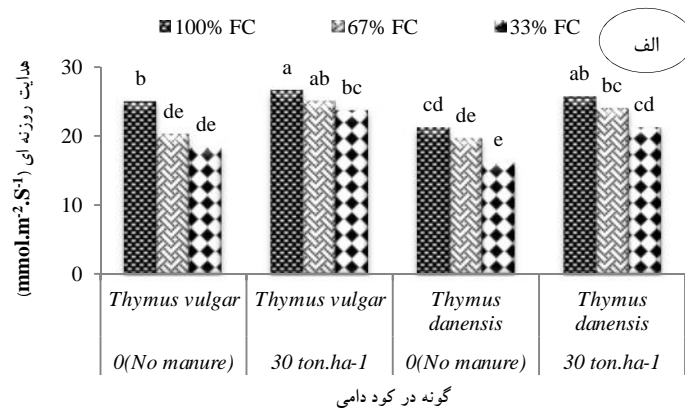 100% FC 67% FC 33% FC
الف
هدایت روزنه ای
(mmol.m-2.S-1)
30
20
10
0
b de de a ab bc cd de e ab bc cd
Thymus vulgar Thymus vulgar Thymus danensis Thymus danensis
0(No manure) 30 ton.ha-1 0(No manure) 30 ton.ha-1
گونه در کود دامی